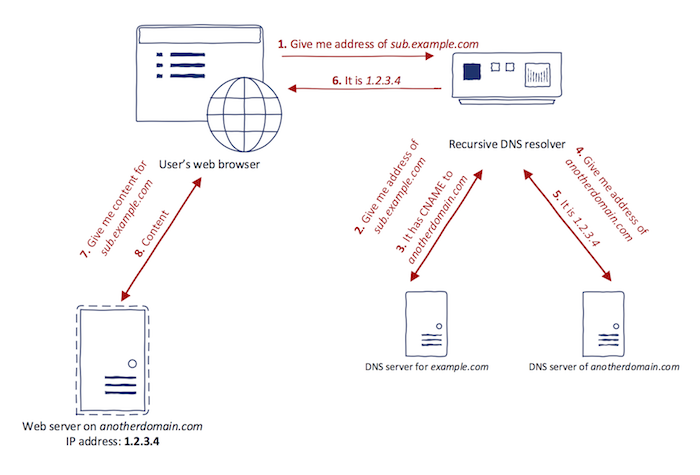 1. Give me address of sub.example.com
6. It is 1.2.3.4
User's web browser
Recursive DNS resolver
2. Give me address of
sub.example.com
3. It has CNAME to
anotherdomain.com
4. Give me address of
anotherdomain.com
5. It is 1.2.3.4
7. Give me content for
sub.example.com
8. Content
DNS server for example.com
DNS server of anotherdomain.com
Web server on anotherdomain.com
IP address: 1.2.3.4